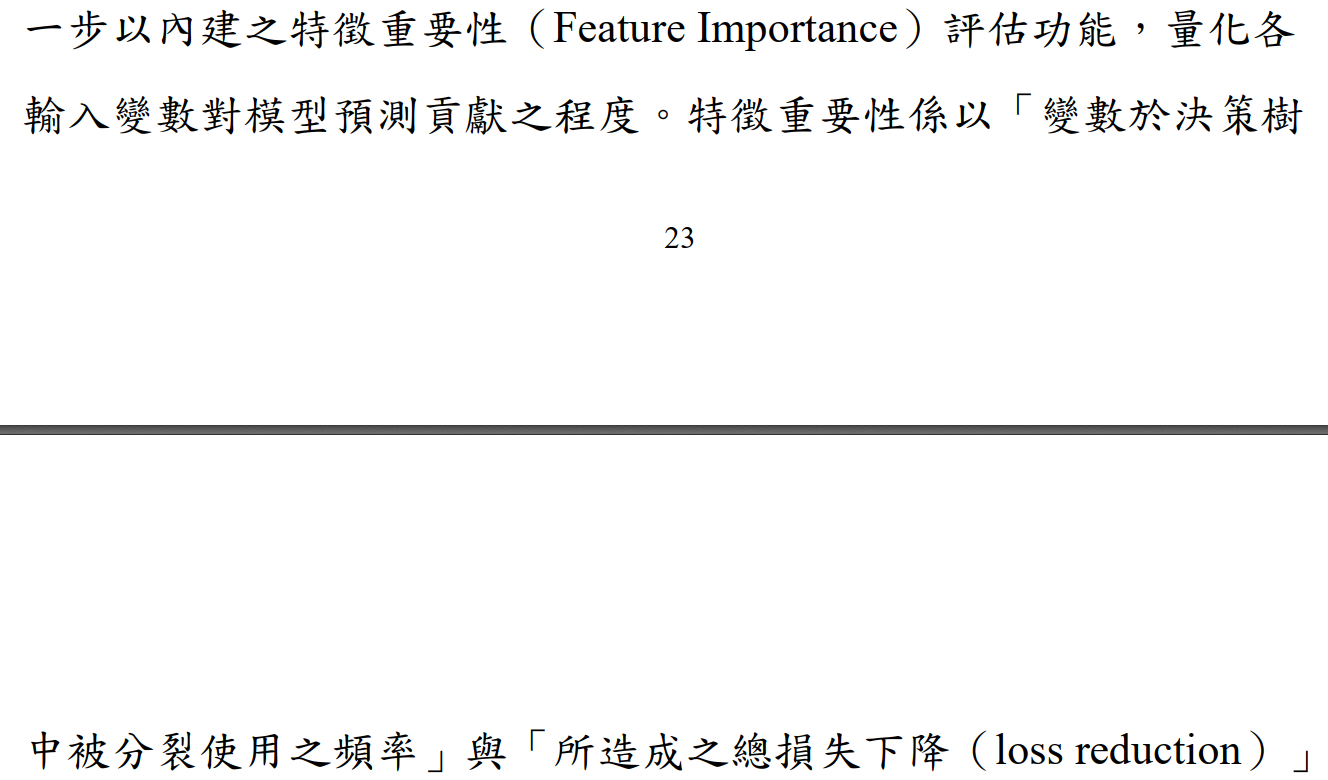 一步以內建之特徵重要性（Feature Importance）評估功能，量化各
輸入變數對模型預測貢獻之程度。特徵重要性係以「變數於決策樹
23
中被分裂使用之頻率」與「所造成之總損失下降（loss reduction）」